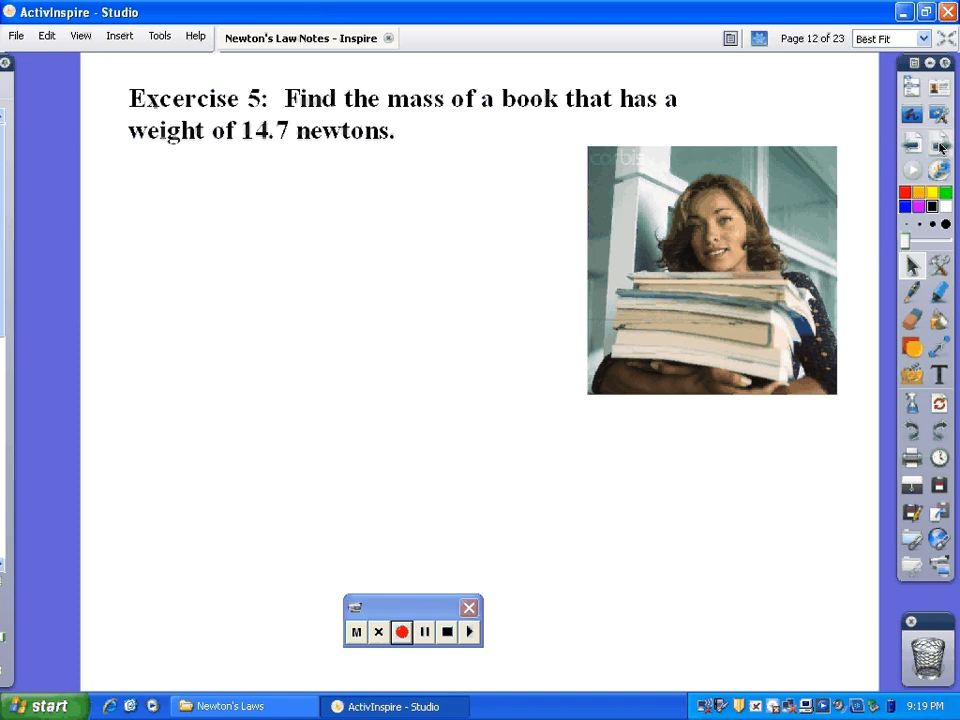 ActivInspire - Studio
File Edit View Insert Tools Help
Newton's Law Notes - Inspire
Page 12 of 23
Best Fit
Excercise 5: Find the mass of a book that has a
weight of 14.7 newtons.
corbis
T
M
start
Newton's Laws
ActivInspire - Studio
9:19 PM